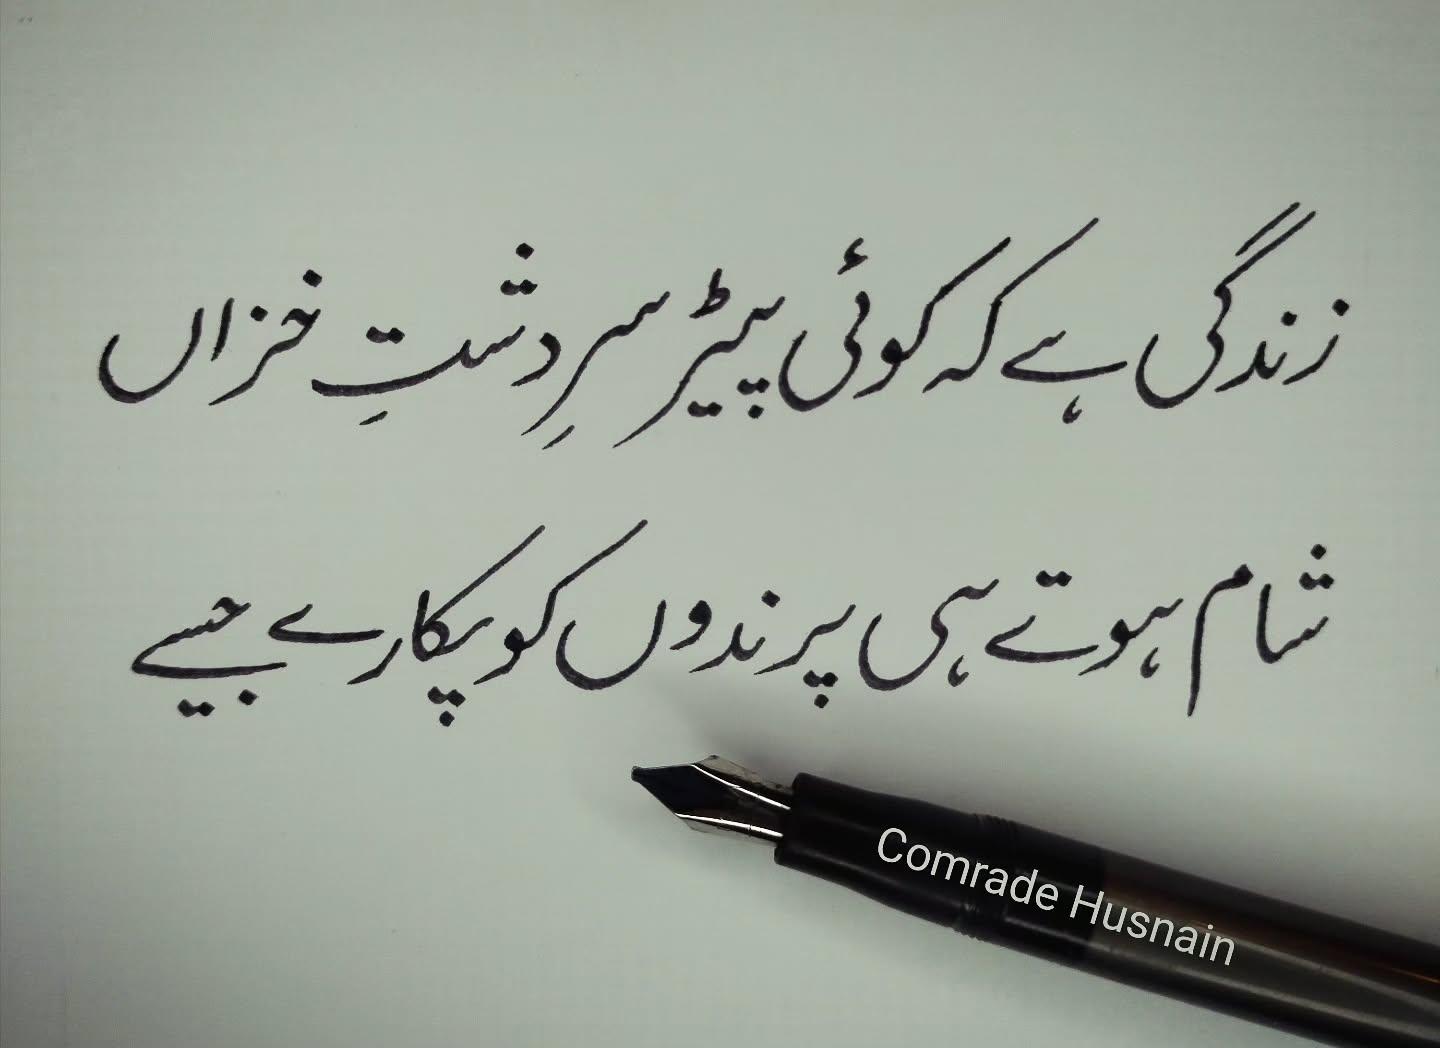 زندگی ہے کہ کوئی پیڑ سرِ دشتِ خزاں
شام ہوتے ہی پرندوں کو پکارے جیسے
Comrade Husnain